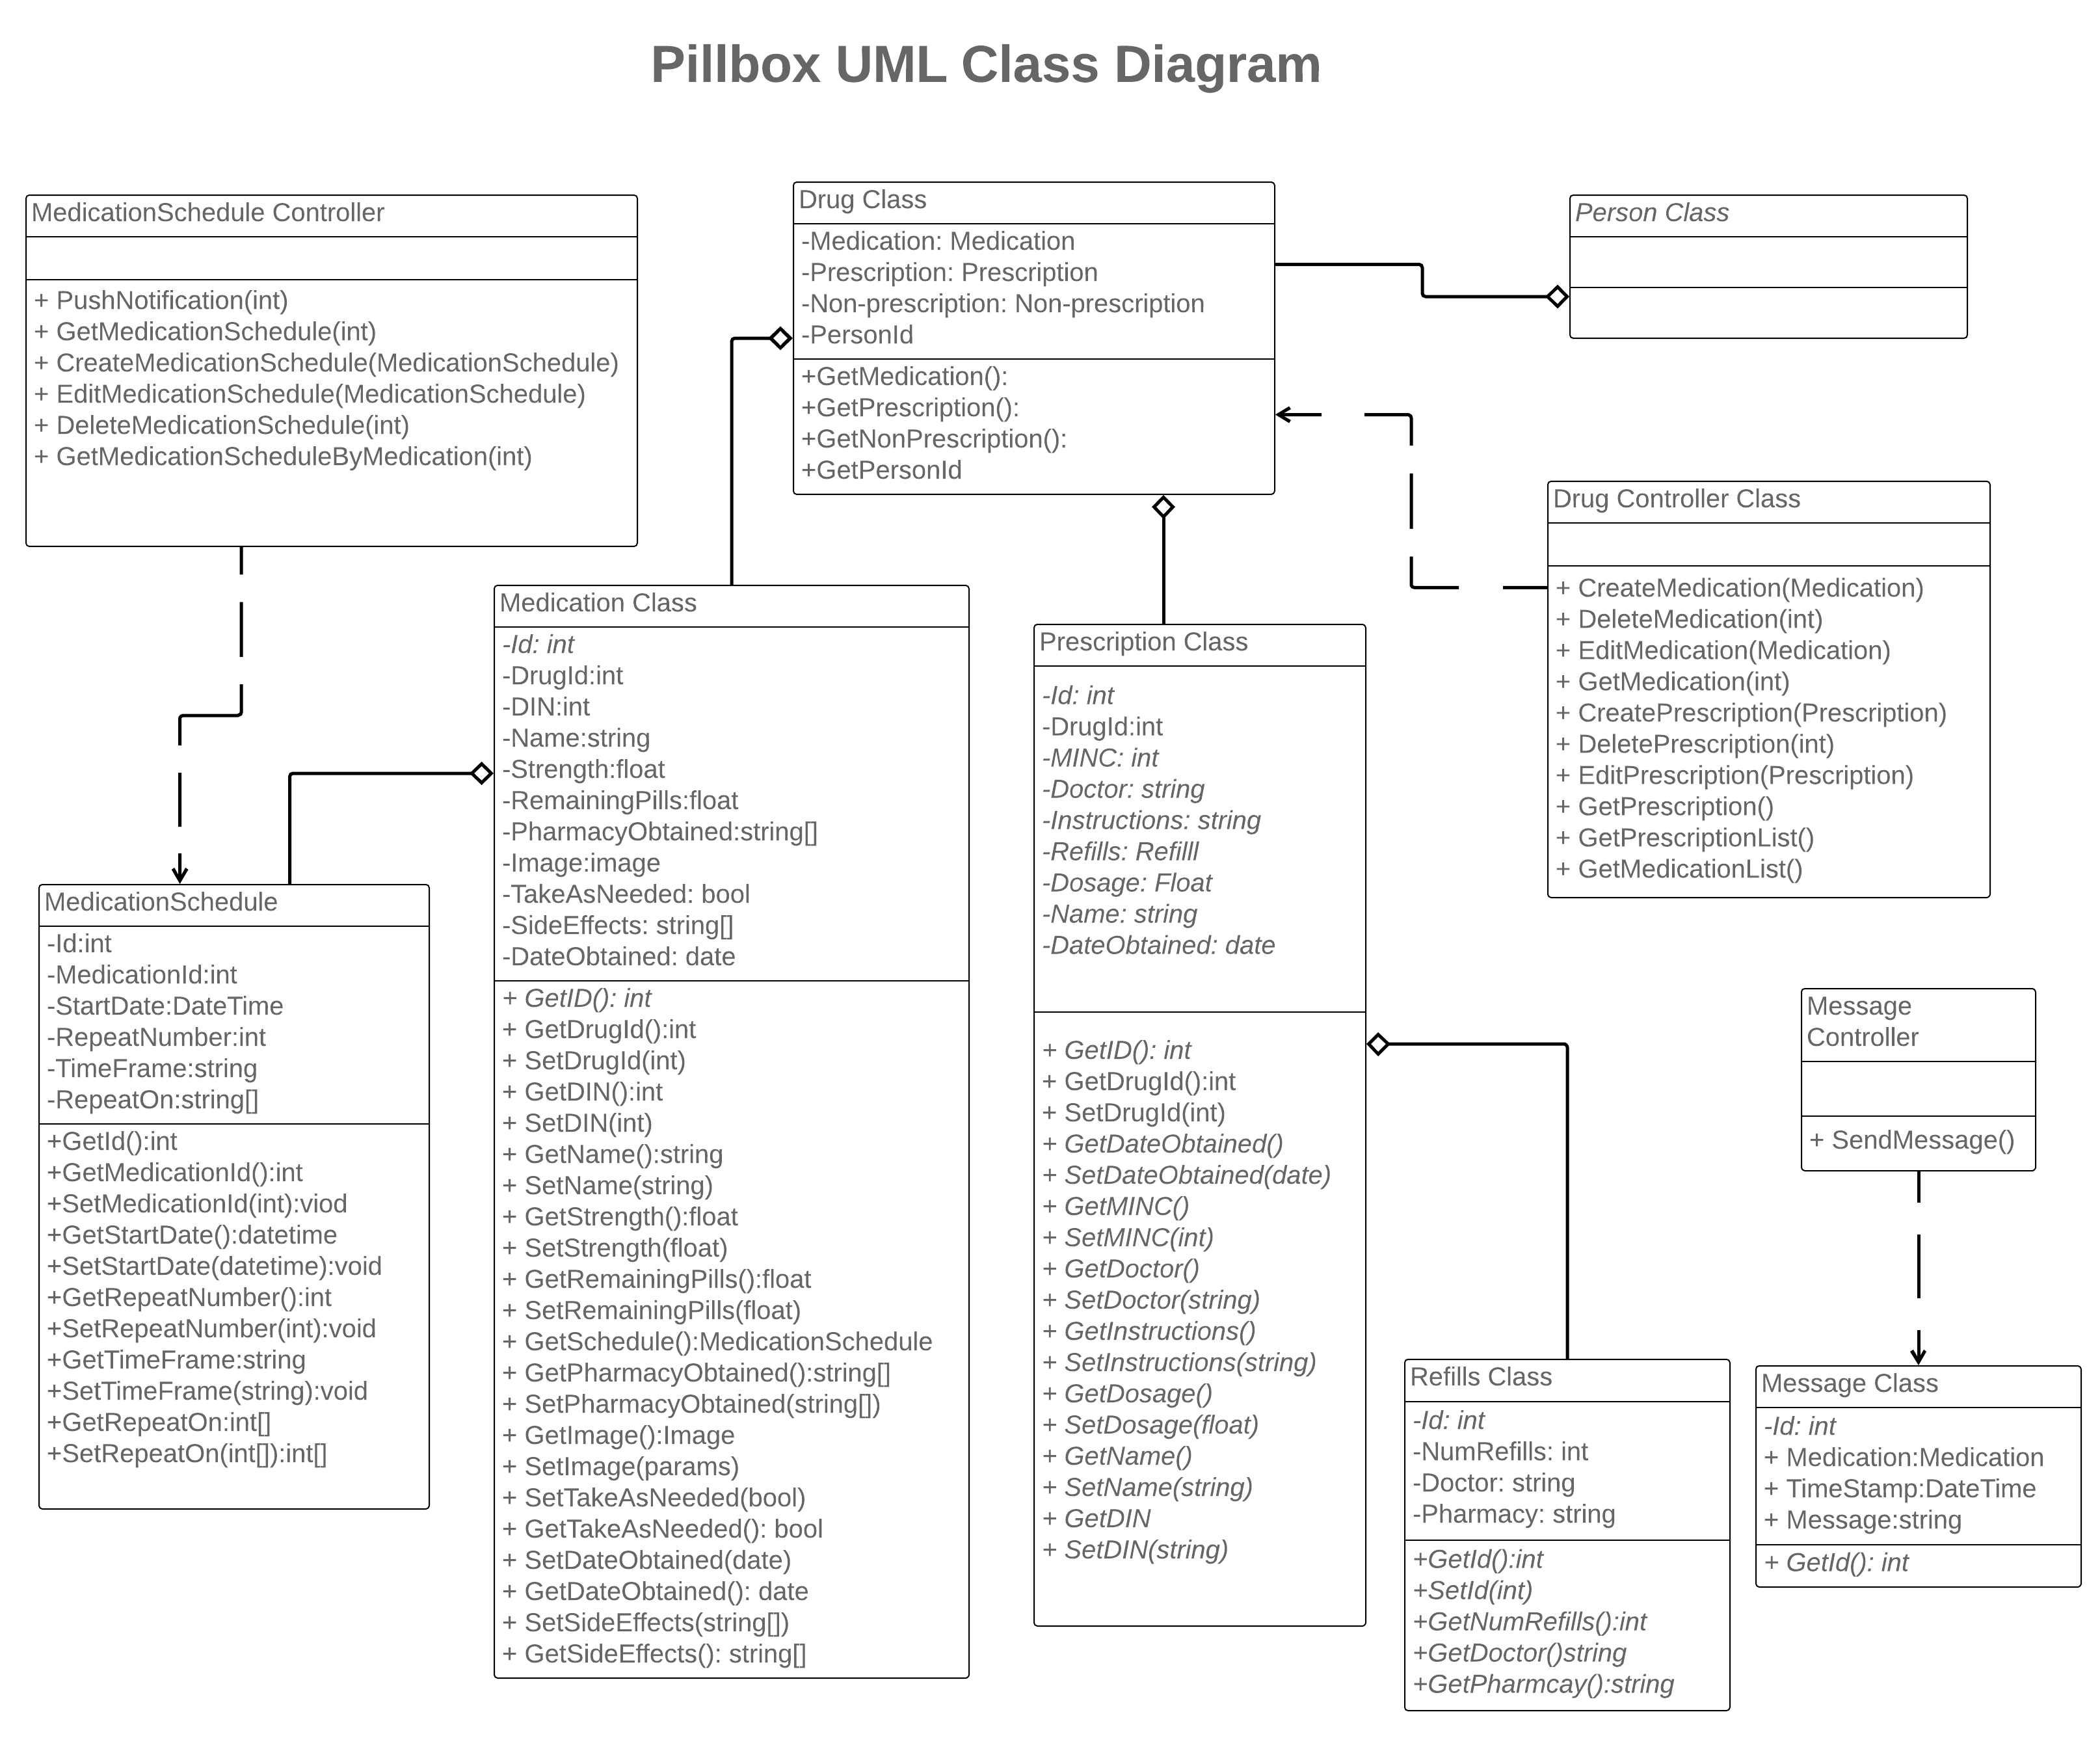 Pillbox UML Class Diagram
MedicationSchedule Controller
+ PushNotification(int)
+ GetMedicationSchedule(int)
+ CreateMedicationSchedule(MedicationSchedule)
+ EditMedicationSchedule(MedicationSchedule)
+ DeleteMedicationSchedule(int)
+ GetMedicationScheduleByMedication(int)
Drug Class
-Medication: Medication
-Prescription: Prescription
-Non-prescription: Non-prescription
-PersonId
+GetMedication():
+GetPrescription():
+GetNonPrescription():
+GetPersonId
Person Class
Drug Controller Class
+ CreateMedication(Medication)
+ DeleteMedication(int)
+ EditMedication(Medication)
+ GetMedication(int)
+ CreatePrescription(Prescription)
+ DeletePrescription(int)
+ EditPrescription(Prescription)
+ GetPrescription()
+ GetPrescriptionList()
+ GetMedicationList()
MedicationSchedule
-Id:int
-MedicationId:int
-StartDate:DateTime
-RepeatNumber:int
-TimeFrame:string
-RepeatOn:string[]
+GetId():int
+GetMedicationId():int
+SetMedicationId(int):viod
+GetStartDate():datetime
+SetStartDate(datetime):void
+GetRepeatNumber():int
+SetRepeatNumber(int):void
+GetTimeFrame:string
+SetTimeFrame(string):void
+GetRepeatOn:int[]
+SetRepeatOn(int[]):int[]
Medication Class
-Id: int
-DrugId:int
-DIN:int
-Name:string
-Strength:float
-RemainingPills:float
-PharmacyObtained:string[]
-Image:image
-TakeAsNeeded: bool
-SideEffects: string[]
-DateObtained: date
+ GetID(): int
+ GetDrugId():int
+ SetDrugId(int)
+ GetDIN():int
+ SetDIN(int)
+ GetName():string
+ SetName(string)
+ GetStrength():float
+ SetStrength(float)
+ GetRemainingPills():float
+ SetRemainingPills(float)
+ GetSchedule():MedicationSchedule
+ GetPharmacyObtained():string[]
+ SetPharmacyObtained(string[])
+ GetImage():Image
+ SetImage(params)
+ SetTakeAsNeeded(bool)
+ GetTakeAsNeeded(): bool
+ SetDateObtained(date)
+ GetDateObtained(): date
+ SetSideEffects(string[])
+ GetSideEffects(): string[]
Prescription Class
-Id: int
-DrugId:int
-MINC: int
-Doctor: string
-Instructions: string
-Refills: Refilll
-Dosage: Float
-Name: string
-DateObtained: date
+ GetID(): int
+ GetDrugId():int
+ SetDrugId(int)
+ GetDateObtained()
+ SetDateObtained(date)
+ GetMINC()
+ SetMINC(int)
+ GetDoctor()
+ SetDoctor(string)
+ GetInstructions()
+ SetInstructions(string)
+ GetDosage()
+ SetDosage(float)
+ GetName()
+ SetName(string)
+ GetDIN
+ SetDIN(string)
Refills Class
-Id: int
-NumRefills: int
-Doctor: string
-Pharmacy: string
+GetId():int
+SetId(int)
+GetNumRefills():int
+GetDoctor()string
+GetPharmcay():string
Message
Controller
+ SendMessage()
Message Class
-Id: int
+ Medication:Medication
+ TimeStamp:DateTime
+ Message:string
+ GetId(): int